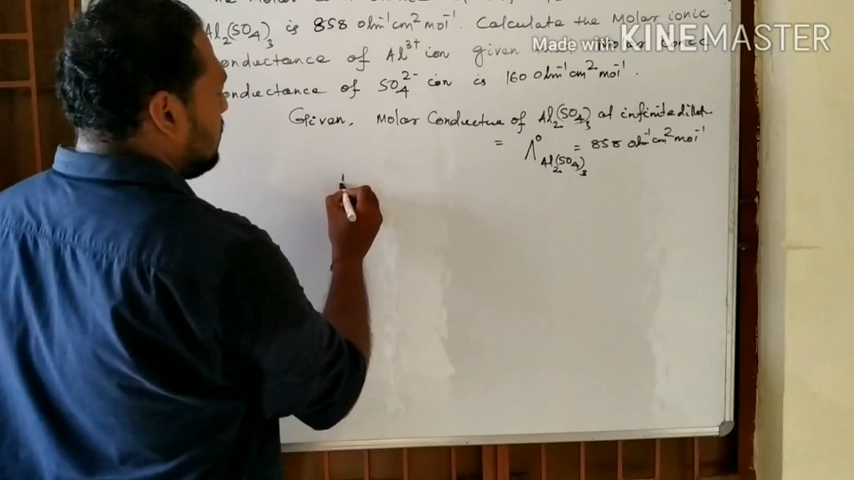 Al₂(SO₄)₃ is 858 ohm⁻¹cm²mol⁻¹. Calculate the Molar ionic
conductance of Al³⁺ ion given
Made with KINEMASTER
conductance of SO₄²⁻ ion is 160 ohm⁻¹cm²mol⁻¹.
Given, Molar Conductance of Al₂(SO₄)₃ at infinite dilut
= Λ⁰Al₂(SO₄)₃ = 858 ohm⁻¹cm²mol⁻¹